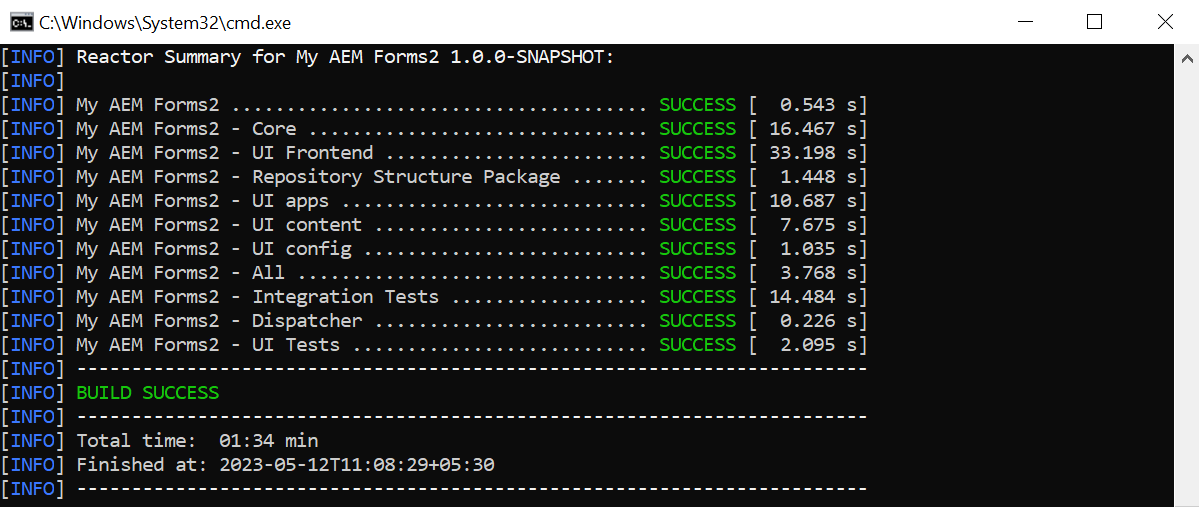 C:\Windows\System32\cmd.exe
[INFO] Reactor Summary for My AEM Forms2 1.0.0-SNAPSHOT:
[INFO]
[INFO] My AEM Forms2 ...................................... SUCCESS [  0.543 s]
[INFO] My AEM Forms2 - Core ............................... SUCCESS [ 16.467 s]
[INFO] My AEM Forms2 - UI Frontend ........................ SUCCESS [ 33.198 s]
[INFO] My AEM Forms2 - Repository Structure Package ....... SUCCESS [  1.448 s]
[INFO] My AEM Forms2 - UI apps ............................ SUCCESS [ 10.687 s]
[INFO] My AEM Forms2 - UI content ......................... SUCCESS [  7.675 s]
[INFO] My AEM Forms2 - UI config .......................... SUCCESS [  1.035 s]
[INFO] My AEM Forms2 - All ................................ SUCCESS [  3.768 s]
[INFO] My AEM Forms2 - Integration Tests .................. SUCCESS [ 14.484 s]
[INFO] My AEM Forms2 - Dispatcher ......................... SUCCESS [  0.226 s]
[INFO] My AEM Forms2 - UI Tests ........................... SUCCESS [  2.095 s]
[INFO] ------------------------------------------------------------------------
[INFO] BUILD SUCCESS
[INFO] ------------------------------------------------------------------------
[INFO] Total time:  01:34 min
[INFO] Finished at: 2023-05-12T11:08:29+05:30
[INFO] ------------------------------------------------------------------------